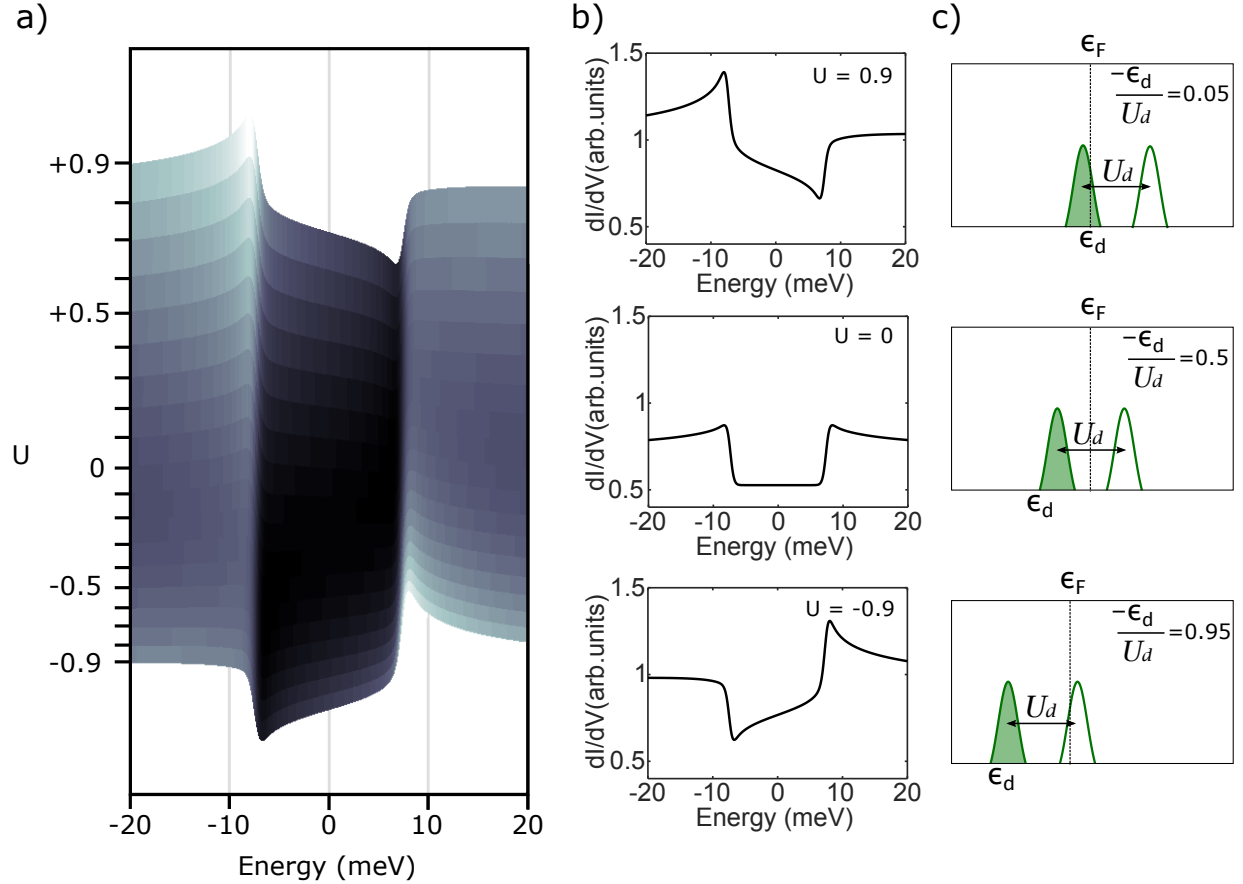 a)
+0.9
+0.5
U
0
-0.5
-0.9
-20
-10
0
10
20
Energy (meV)
b)
1.5
1
0.5
dI/dV(arb.units)
U = 0.9
-20
-10
0
10
20
Energy (meV)
1.5
1
0.5
dI/dV(arb.units)
U = 0
-20
-10
0
10
20
Energy (meV)
1.5
1
0.5
dI/dV(arb.units)
U = -0.9
-20
-10
0
10
20
Energy (meV)
c)
ϵF
-ϵd
Ud
=0.05
Ud
ϵd
ϵF
-ϵd
Ud
=0.5
Ud
ϵd
ϵF
-ϵd
Ud
=0.95
Ud
ϵd